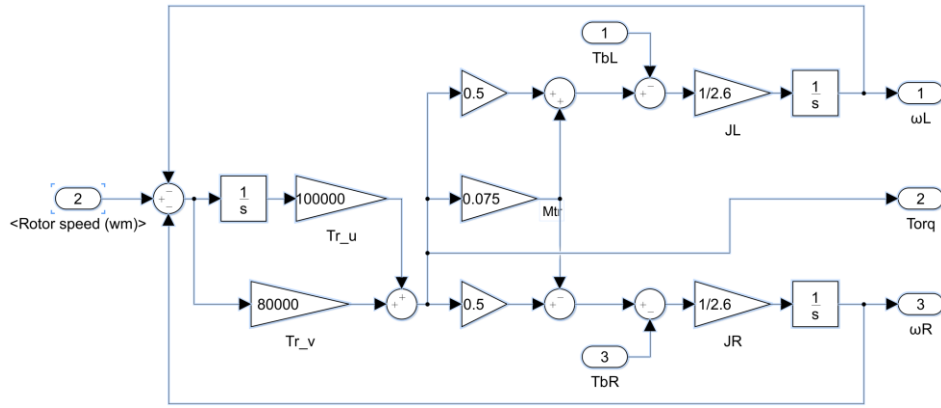 1
TbL
0.5
1/2.6
JL
1
s
1
ωL
2
<Rotor speed (wm)>
1
s
100000
Tr_u
0.075
Mtr
2
Torq
80000
Tr_v
0.5
1/2.6
JR
1
s
3
ωR
3
TbR